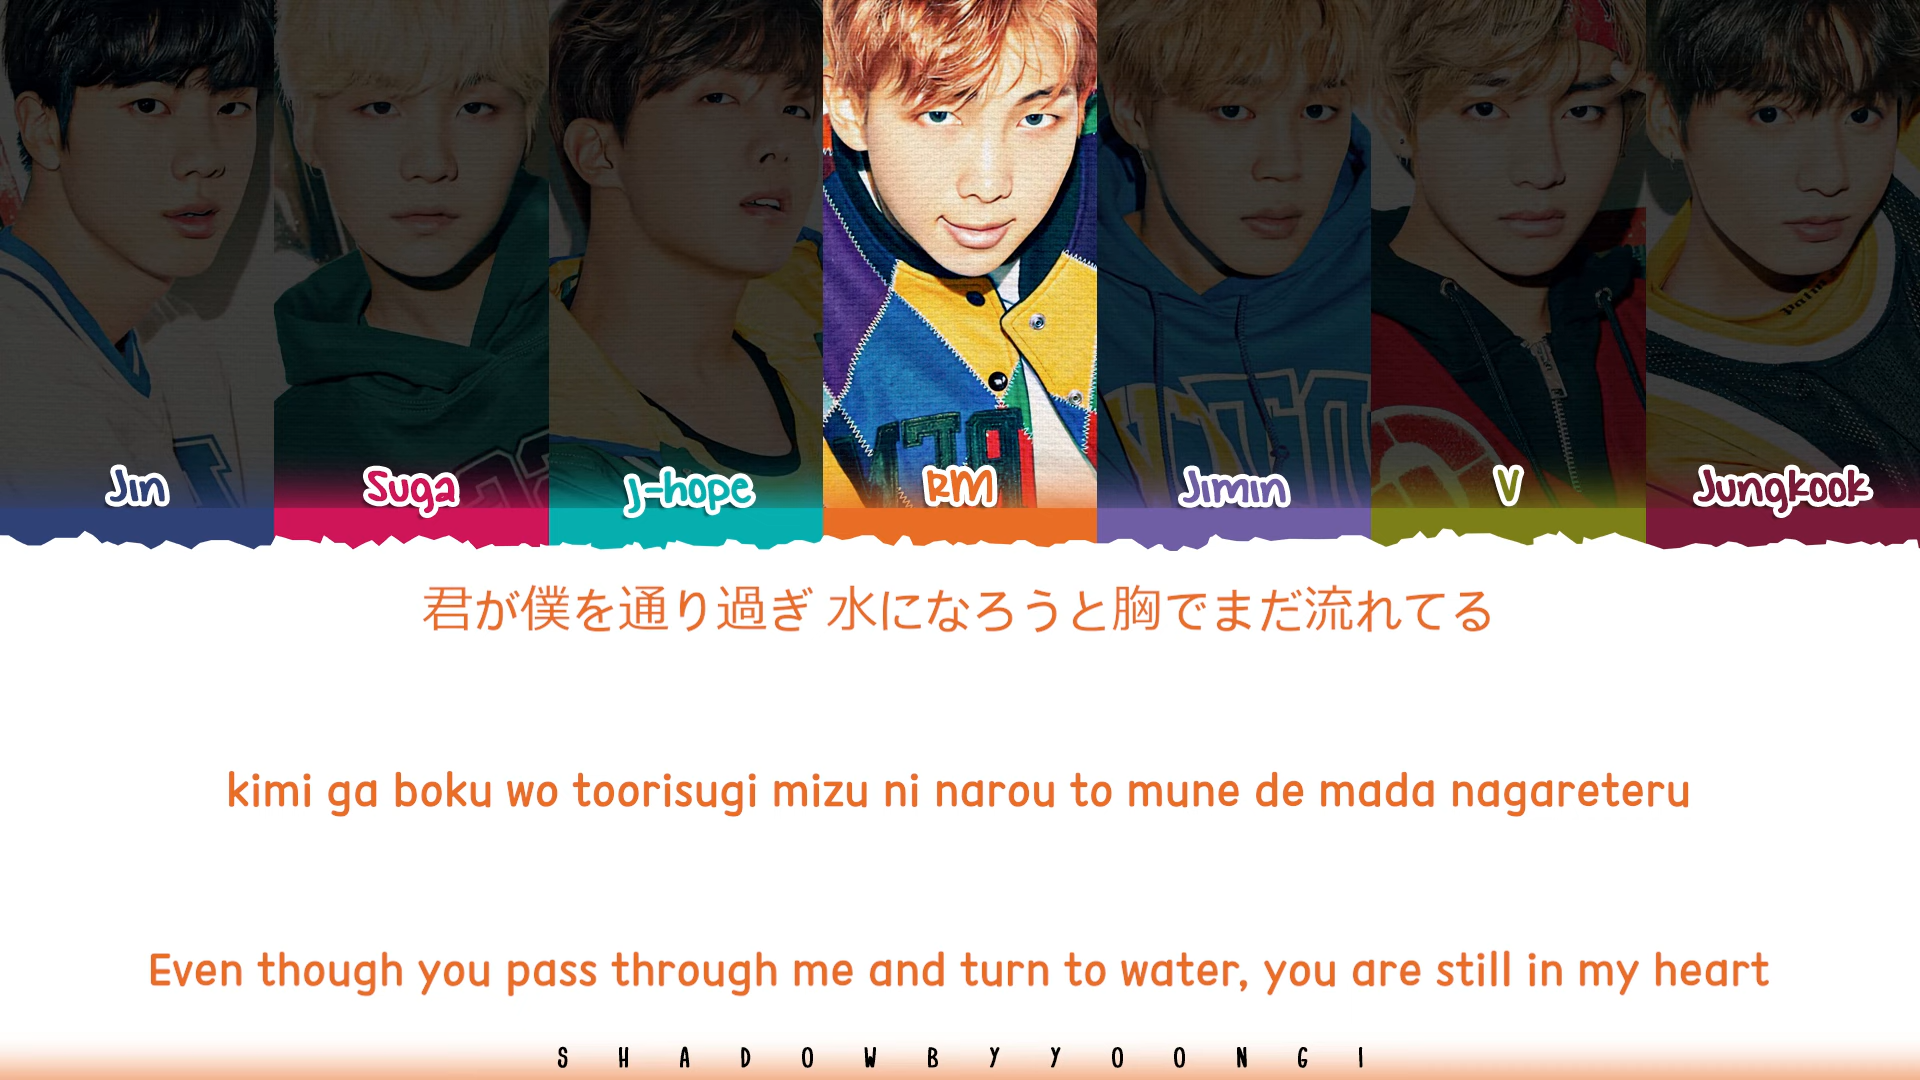 Jin Suga J-hope RM Jimin V Jungkook
君が僕を通り過ぎ 水になろうと胸でまだ流れてる
kimi ga boku wo toorisugi mizu ni narou to mune de mada nagareteru
Even though you pass through me and turn to water, you are still in my heart
SHADOWBYYOONGI